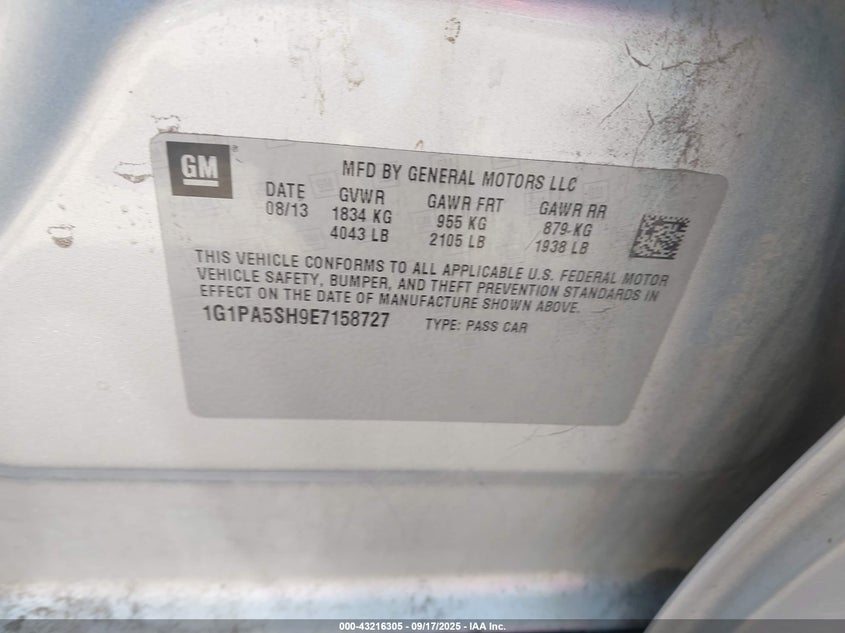 GM
MFD BY GENERAL MOTORS LLC
DATE GVWR GAWR FRT GAWR RR
08/13 1834 KG 955 KG 879 KG
4043 LB 2105 LB 1938 LB
THIS VEHICLE CONFORMS TO ALL APPLICABLE U.S. FEDERAL MOTOR
VEHICLE SAFETY, BUMPER, AND THEFT PREVENTION STANDARDS IN
EFFECT ON THE DATE OF MANUFACTURE SHOWN ABOVE.
1G1PA5SH9E7158727 TYPE: PASS CAR
000-43216305 - 09/17/2025 - IAA Inc.